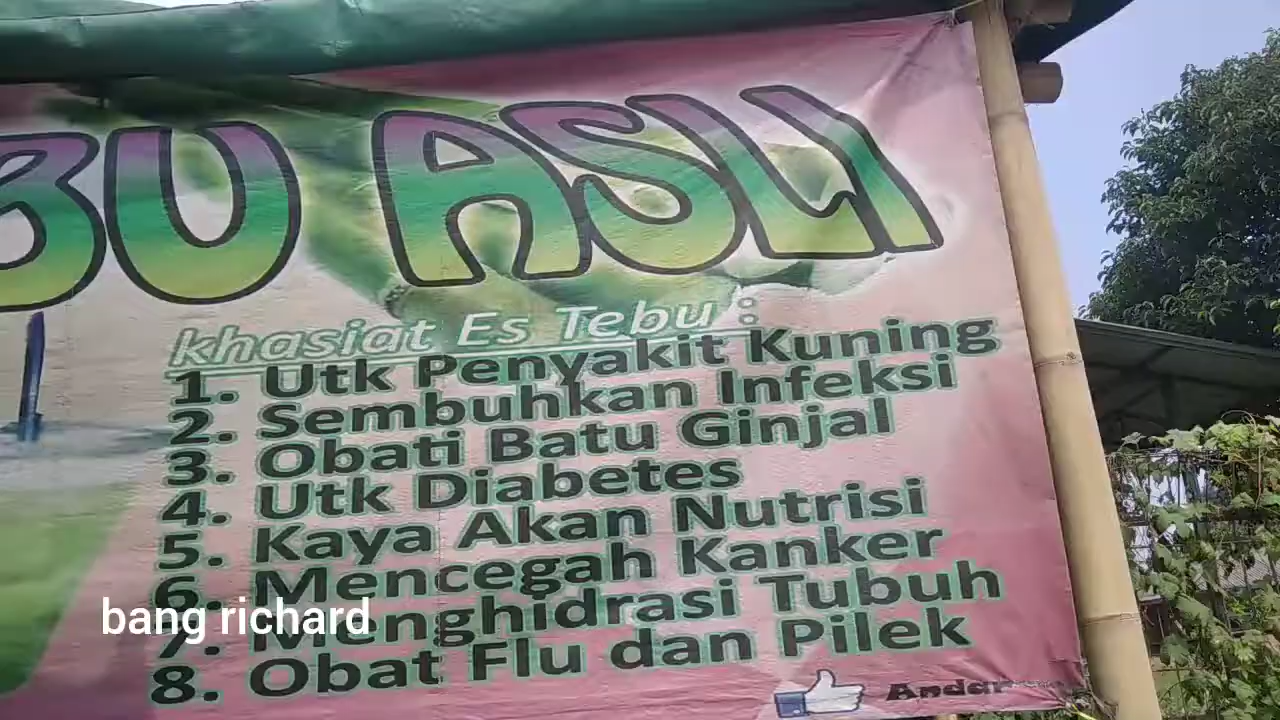 BU ASLI
khasiat Es Tebu :
1. Utk Penyakit Kuning
2. Sembuhkan Infeksi
3. Obati Batu Ginjal
4. Utk Diabetes
5. Kaya Akan Nutrisi
6. Mencegah Kanker
7. Menghidrasi Tubuh
8. Obat Flu dan Pilek
bang richard